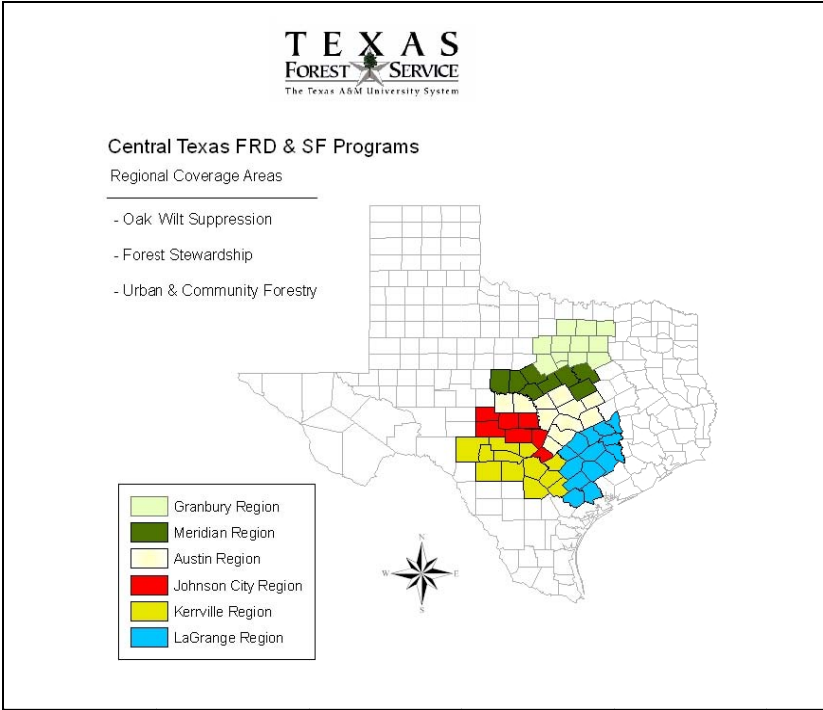 TEXAS
FOREST SERVICE
The Texas A&M University System
Central Texas FRD & SF Programs
Regional Coverage Areas
- Oak Wilt Suppression
- Forest Stewardship
- Urban & Community Forestry
Granbury Region
Meridian Region
Austin Region
Johnson City Region
Kerrville Region
LaGrange Region
N
W E
S